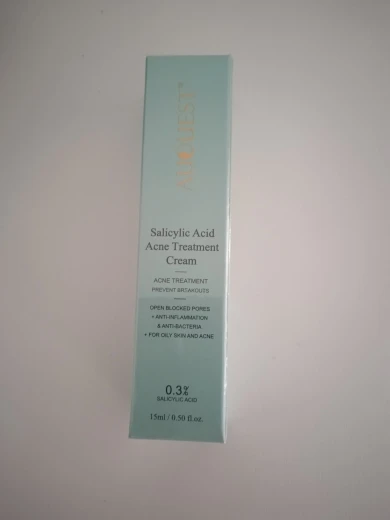 Salicylic Acid
Acne Treatment
Cream
ACNE TREATMENT
PREVENT BREAKOUTS
OPEN BLOCKED PORES
+ ANTI-INFLAMMATION
& ANTI-BACTERIA
+ FOR OILY SKIN AND ACNE
0.3%
SALICYLIC ACID
15ml / 0.50 fl.oz.